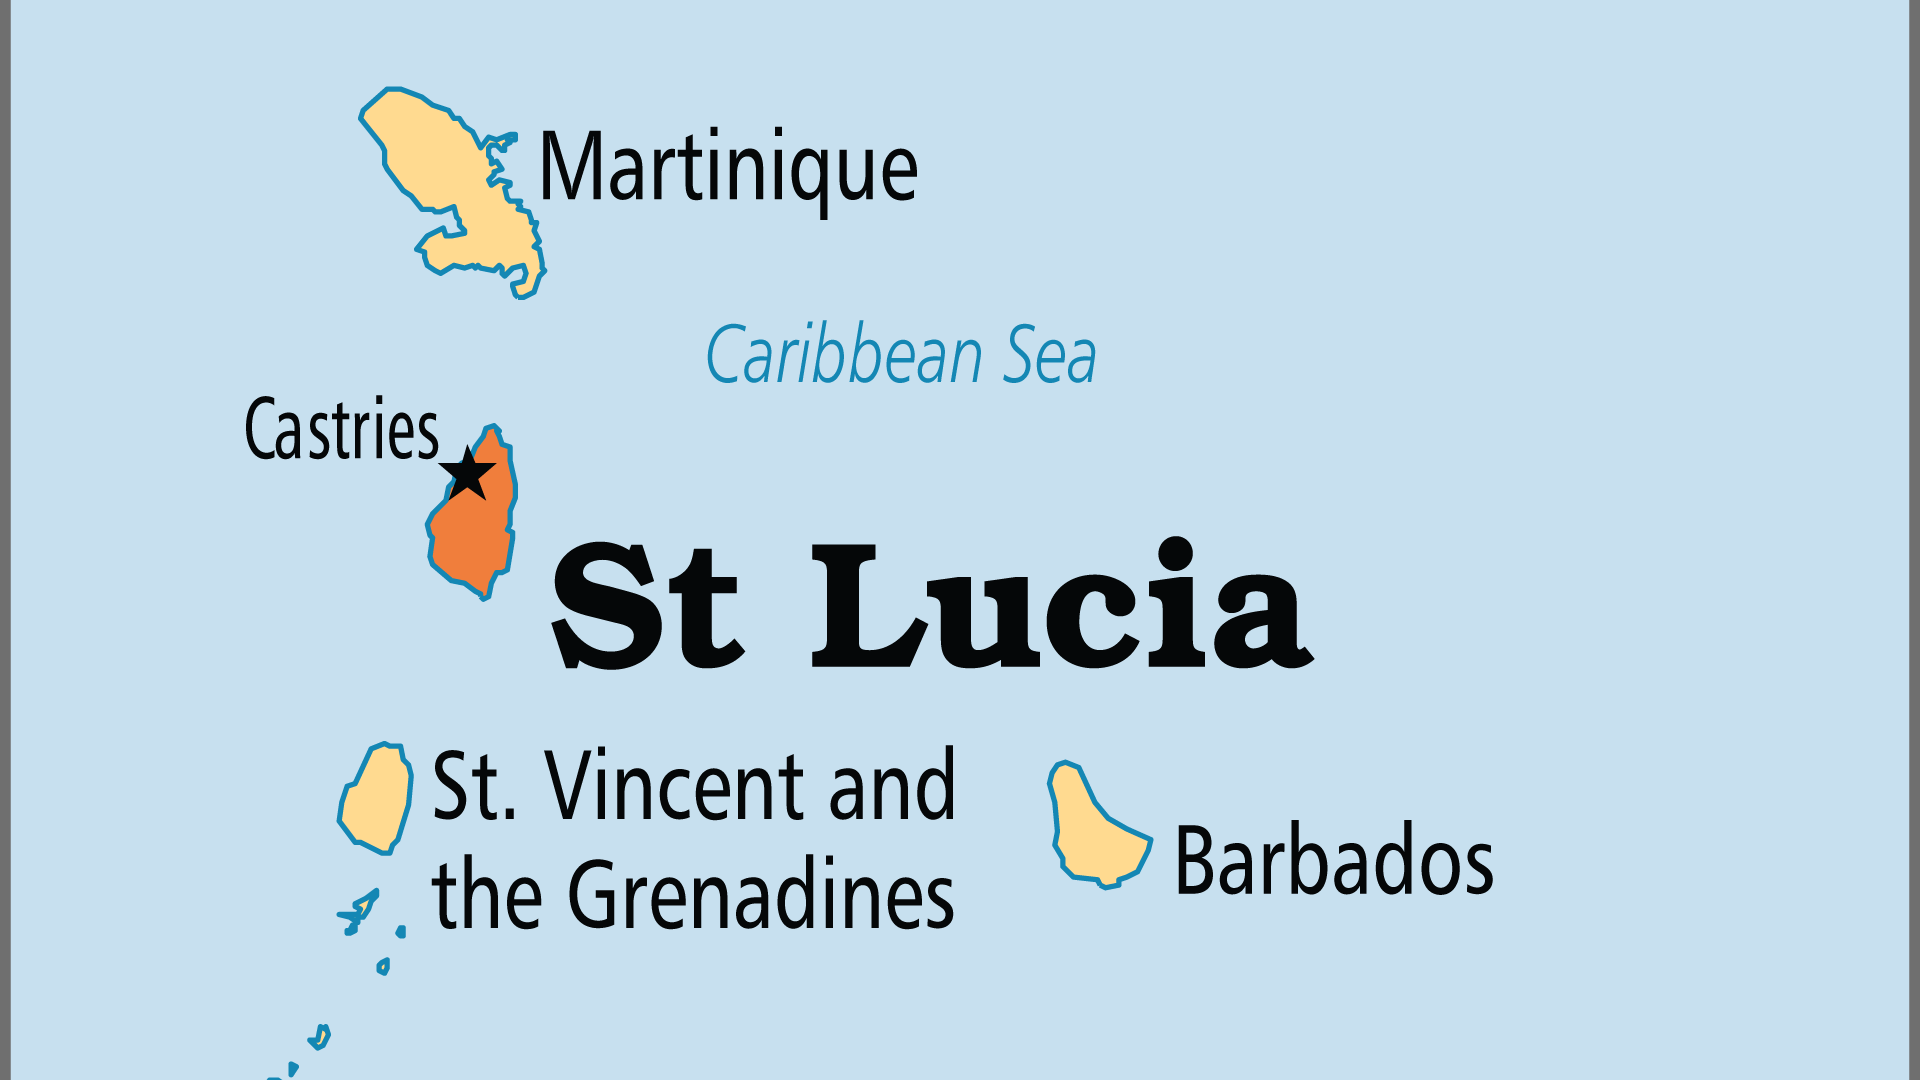 Martinique
Caribbean Sea
Castries
St Lucia
St. Vincent and
the Grenadines
Barbados